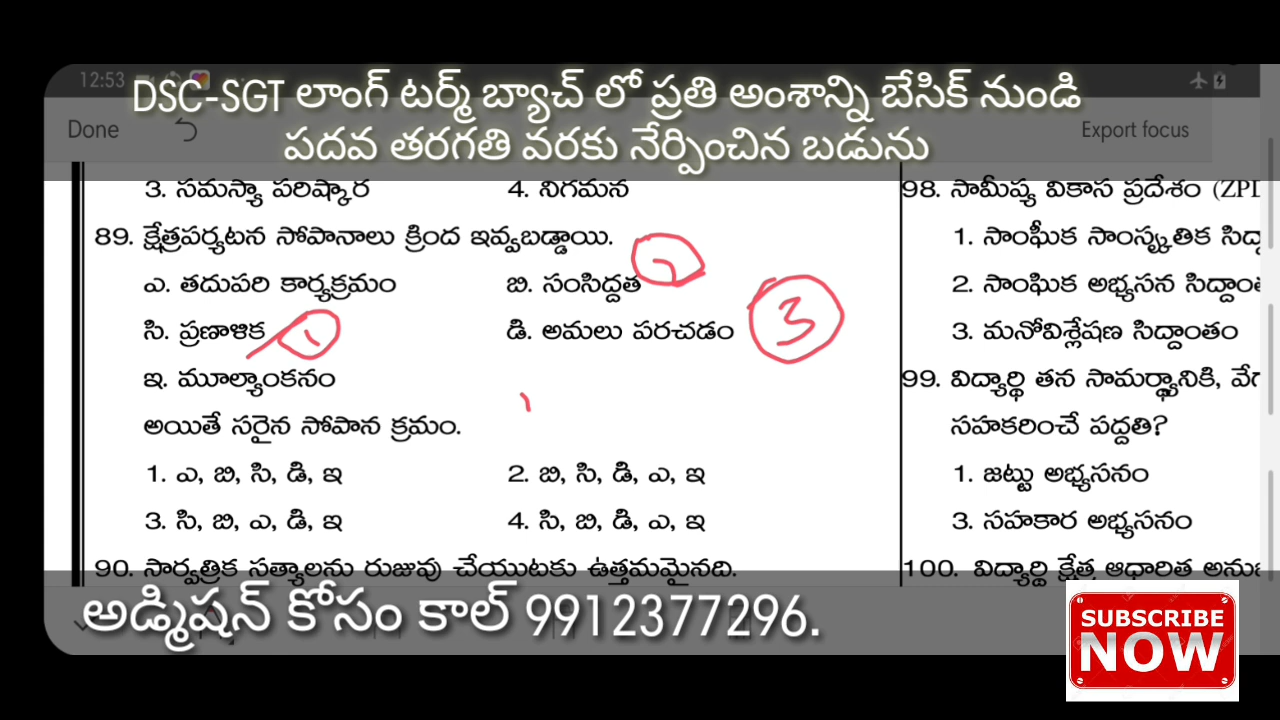 12:53
DSC-SGT లాంగ్ టర్మ్ బ్యాచ్ లో ప్రతి అంశాన్ని బేసిక్ నుండి
పదవ తరగతి వరకు నేర్పించిన బడును
Done
Export focus
3. సమస్యా పరిష్కార 4. నిగమన
89. క్షేత్రపర్యటన సోపానాలు క్రింద ఇవ్వబడ్డాయి.
ఎ. తదుపరి కార్యక్రమం బి. సంసిద్దత 2
సి. ప్రణాళిక 1 డి. అమలు పరచడం 3
ఇ. మూల్యాంకనం
అయితే సరైన సోపాన క్రమం.
1. ఎ, బి, సి, డి, ఇ 2. బి, సి, డి, ఎ, ఇ
3. సి, బి, ఎ, డి, ఇ 4. సి, బి, డి, ఎ, ఇ
90. సార్వత్రిక సత్యాలను రుజువు చేయుటకు ఉత్తమమైనది.
98. సామీప్య వికాస ప్రదేశం (ZPD
1. సాంఘీక సాంస్కృతిక
2. సాంఘిక అభ్యసన
3. మనోవిశ్లేషణ సిద్దాంతం
99. విద్యార్థి తన సామర్థ్యానికి,
సహకరించే పద్దతి?
1. జట్టు అభ్యసనం
3. సహకార అభ్యసనం
100. విద్యార్థి క్షేత్ర ఆధారిత
అడ్మిషన్ కోసం కాల్ 9912377296.
SUBSCRIBE
NOW